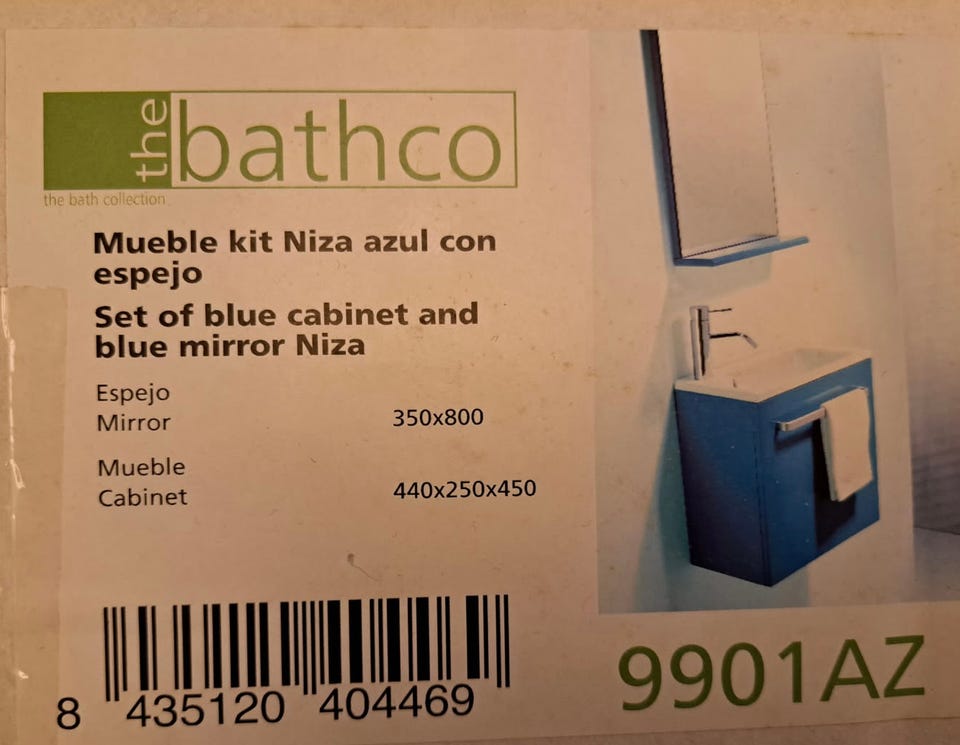 the bathco
the bath collection
Mueble kit Niza azul con
espejo
Set of blue cabinet and
blue mirror Niza
Espejo
Mirror 350x800
Mueble
Cabinet 440x250x450
8 435120 404469
9901AZ